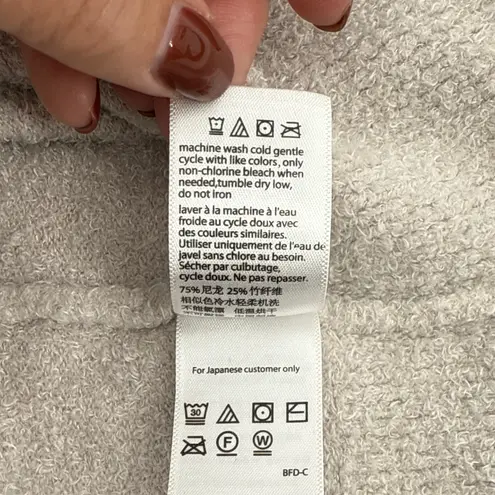 machine wash cold gentle
cycle with like colors, only
non-chlorine bleach when
needed,tumble dry low,
do not iron
laver à la machine à l'eau
froide au cycle doux avec
des couleurs similaires.
Utiliser uniquement de l'eau de
javel sans chlore au besoin.
Sécher par culbutage,
cycle doux. Ne pas repasser.
75% 尼龙 25% 竹纤维
相似色冷水轻柔机洗
For Japanese customer only
30
F W
BFD-C